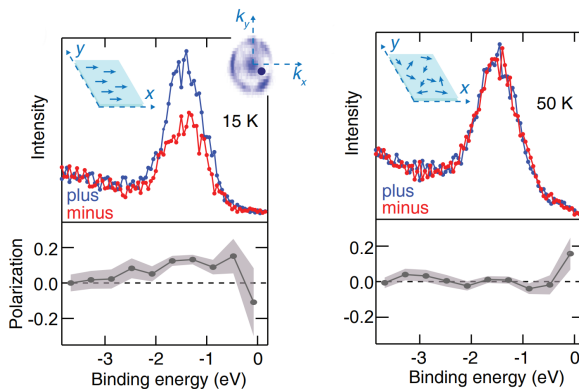 k_y
k_x
y
x
15 K
Intensity
plus
minus
0.2
0.0
-0.2
Polarization
-3 -2 -1 0
Binding energy (eV)
y
x
50 K
Intensity
plus
minus
0.2
0.0
-0.2
-3 -2 -1 0
Binding energy (eV)